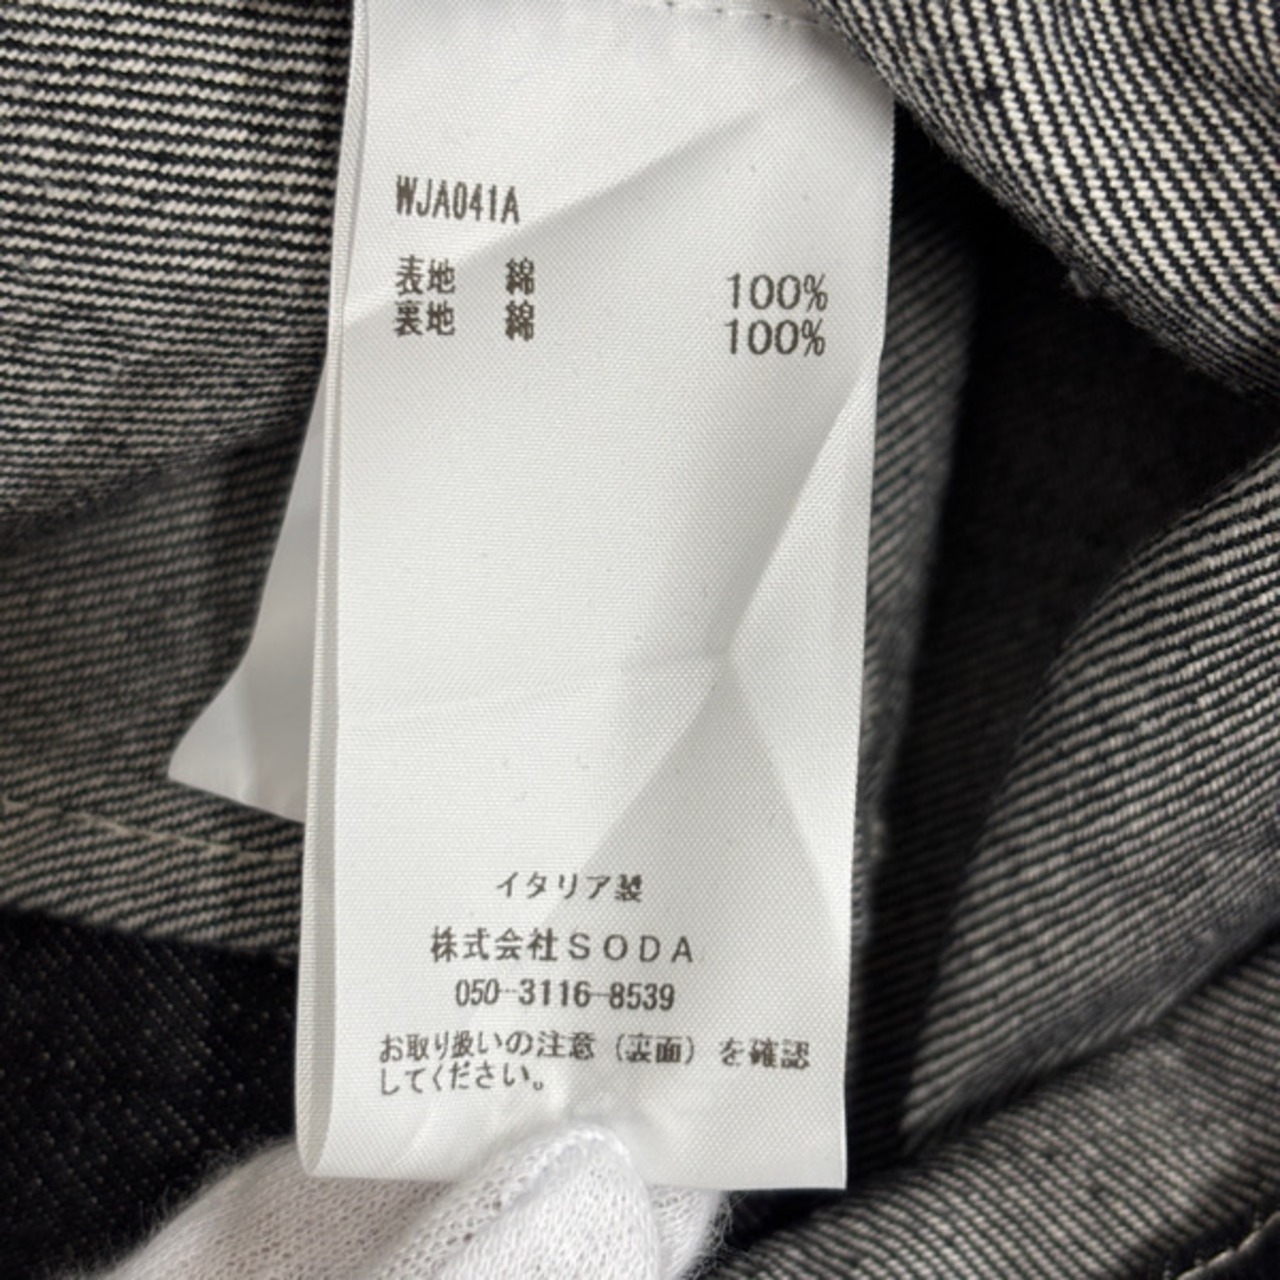 WJA041A
表地 綿 100%
裏地 綿 100%
イタリア製
株式会社SODA
050-3116-8539
お取り扱いの注意(裏面)を確認
してください。